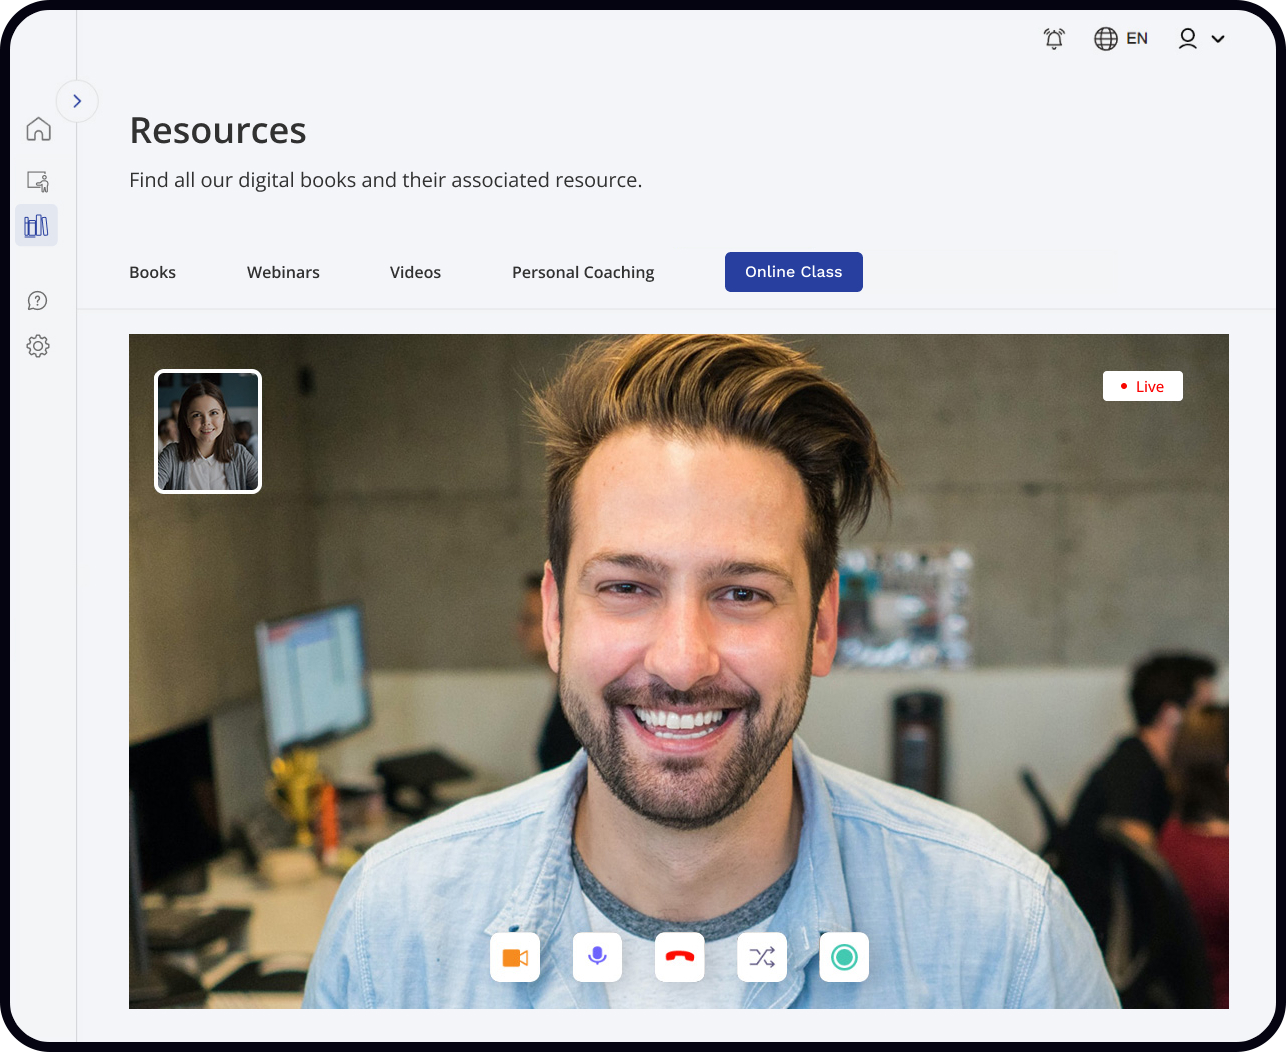 EN
Resources
Find all our digital books and their associated resource.
Books
Webinars
Videos
Personal Coaching
Online Class
Live